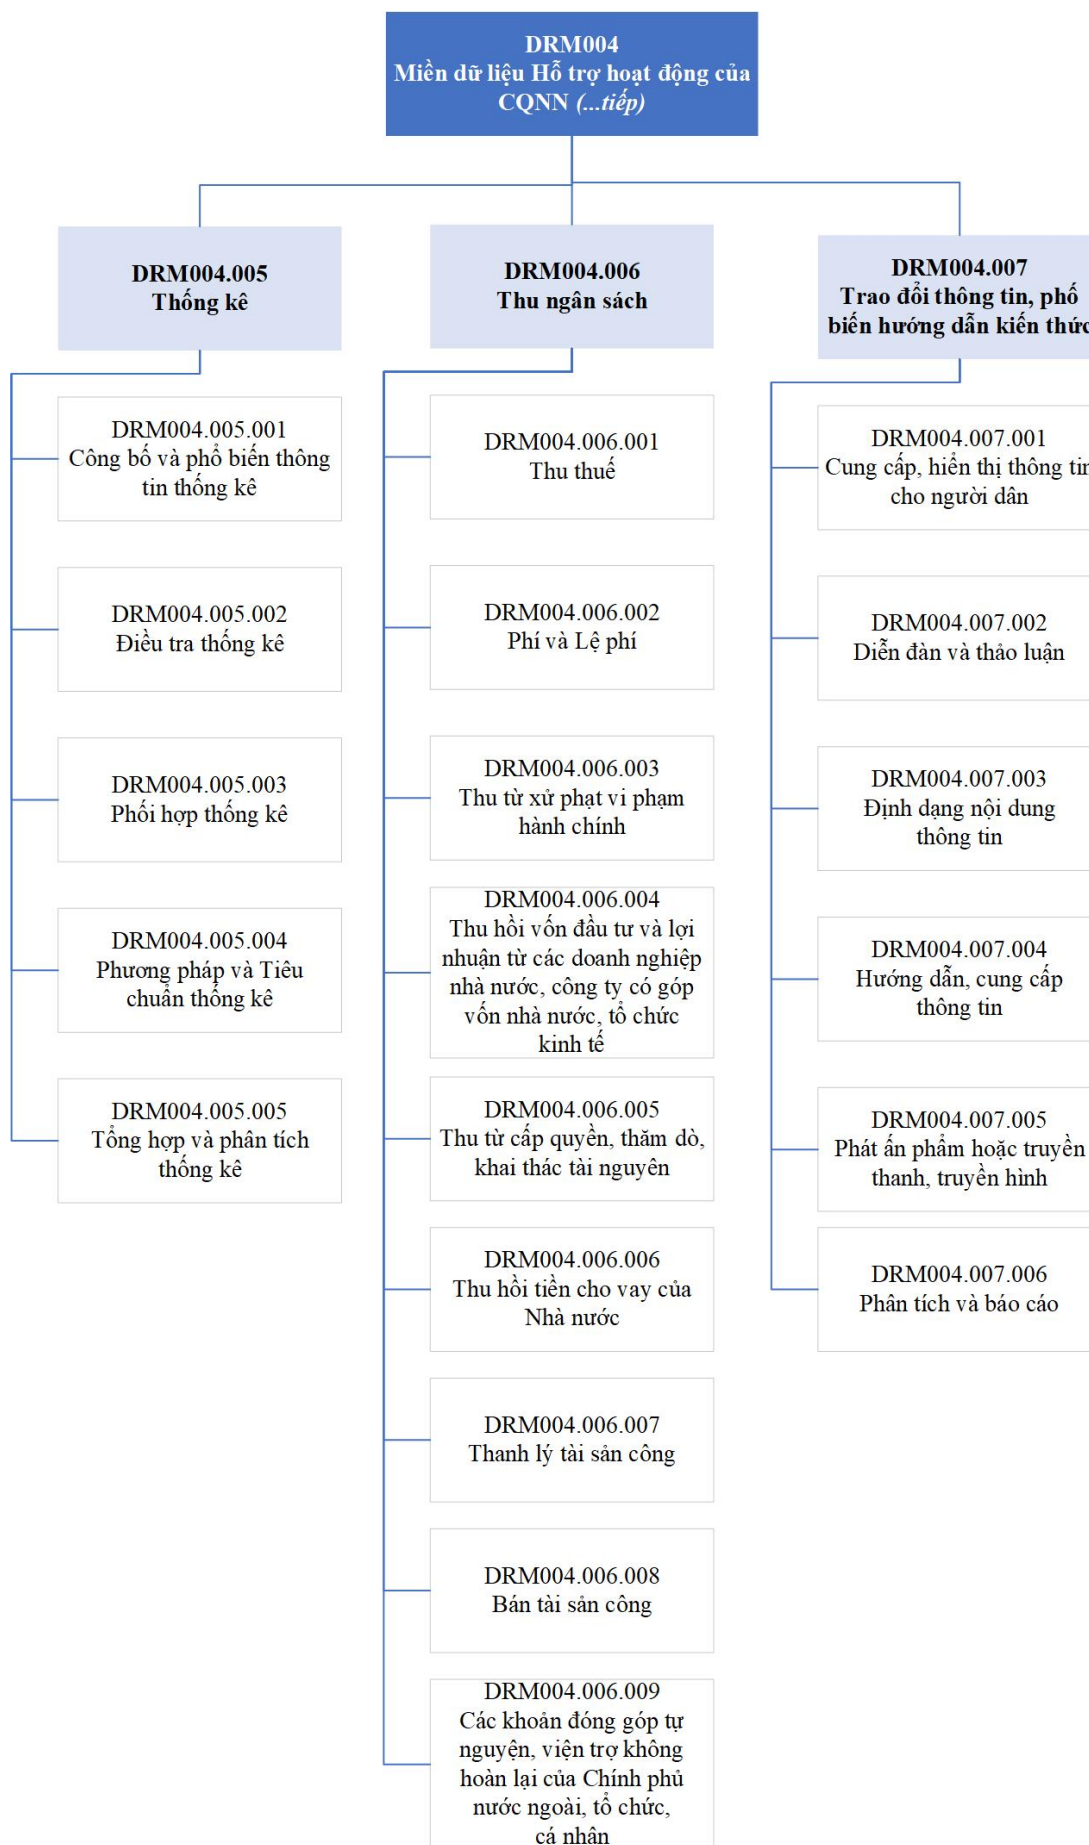 DRM004
Miền dữ liệu Hỗ trợ hoạt động của
CQNN (...tiếp)
DRM004.005
Thống kê
DRM004.005.001
Công bố và phổ biến thông
tin thống kê
DRM004.005.002
Điều tra thống kê
DRM004.005.003
Phối hợp thống kê
DRM004.005.004
Phương pháp và Tiêu
chuẩn thống kê
DRM004.005.005
Tổng hợp và phân tích
thống kê
DRM004.006
Thu ngân sách
DRM004.006.001
Thu thuế
DRM004.006.002
Phí và Lệ phí
DRM004.006.003
Thu từ xử phạt vi phạm
hành chính
DRM004.006.004
Thu hồi vốn đầu tư và lợi
nhuận từ các doanh nghiệp
nhà nước, công ty có góp
vốn nhà nước, tổ chức
kinh tế
DRM004.006.005
Thu từ cấp quyền, thăm dò,
khai thác tài nguyên
DRM004.006.006
Thu hồi tiền cho vay của
Nhà nước
DRM004.006.007
Thanh lý tài sản công
DRM004.006.008
Bán tài sản công
DRM004.006.009
Các khoản đóng góp tự
nguyện, viện trợ không
hoàn lại của Chính phủ
nước ngoài, tổ chức,
cá nhân
DRM004.007
Trao đổi thông tin, phố
biến hướng dẫn kiến thức
DRM004.007.001
Cung cấp, hiển thị thông tin
cho người dân
DRM004.007.002
Diễn đàn và thảo luận
DRM004.007.003
Định dạng nội dung
thông tin
DRM004.007.004
Hướng dẫn, cung cấp
thông tin
DRM004.007.005
Phát ấn phẩm hoặc truyền
thanh, truyền hình
DRM004.007.006
Phân tích và báo cáo